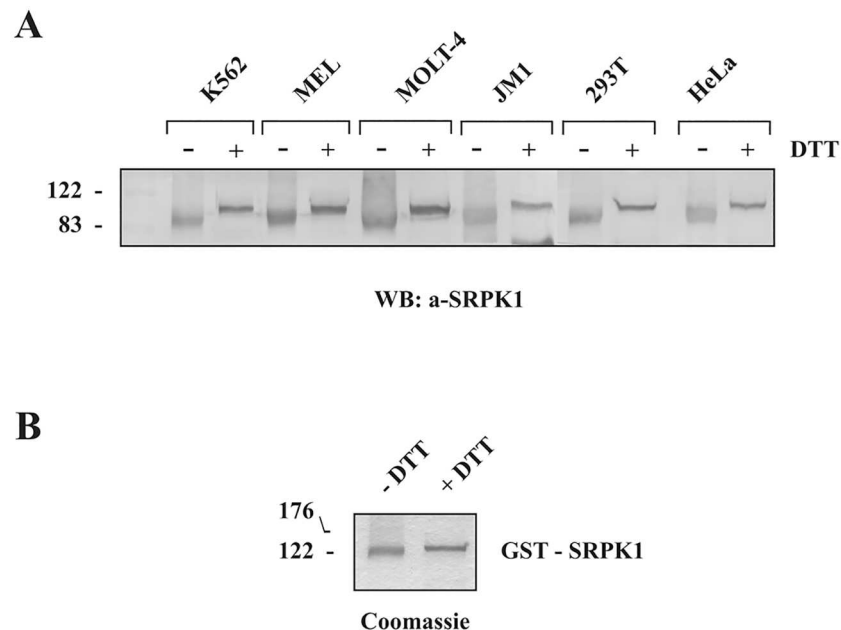 A
K562 MEL MOLT-4 JM1 293T HeLa
- + - + - + - + - + - + DTT
122 -
83 -
WB: a-SRPK1
B
- DTT + DTT
176
122 - GST - SRPK1
Coomassie